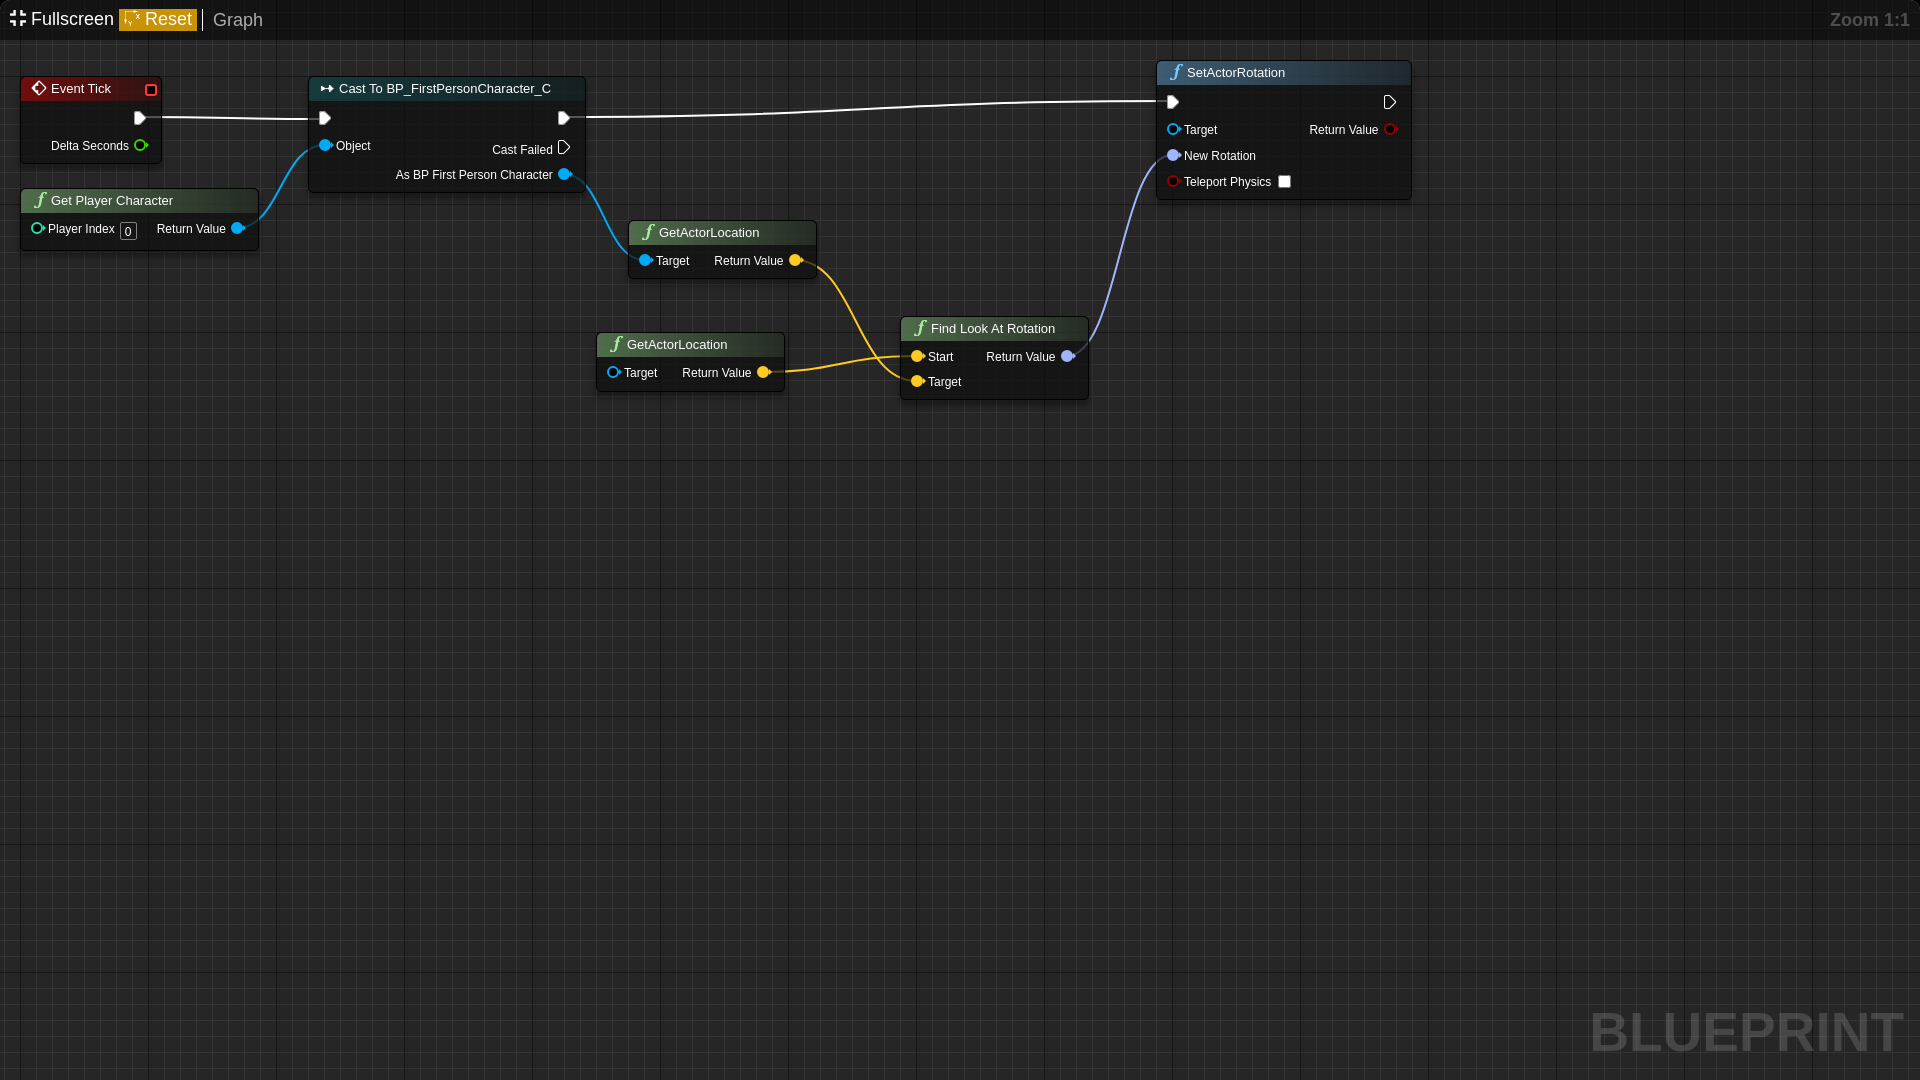 Fullscreen Reset Graph Zoom 1:1
Event Tick
Delta Seconds
Get Player Character
Player Index 0 Return Value
Cast To BP_FirstPersonCharacter_C
Object
Cast Failed
As BP First Person Character
GetActorLocation
Target Return Value
GetActorLocation
Target Return Value
Find Look At Rotation
Start Return Value
Target
SetActorRotation
Target Return Value
New Rotation
Teleport Physics
BLUEPRINT